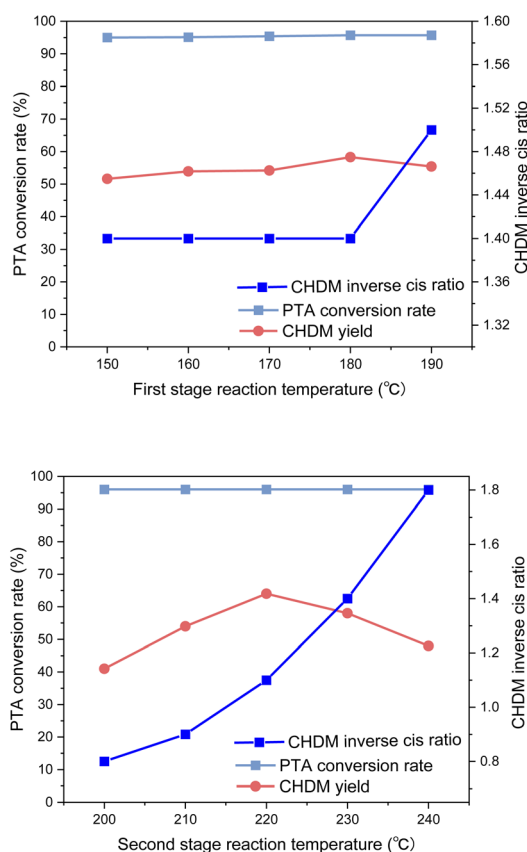 100
90
80
70
60
50
40
30
20
10
0
PTA conversion rate (%)
1.60
1.56
1.52
1.48
1.44
1.40
1.36
1.32
CHDM inverse cis ratio
CHDM inverse cis ratio
PTA conversion rate
CHDM yield
150 160 170 180 190
First stage reaction temperature (℃)
100
90
80
70
60
50
40
30
20
10
0
PTA conversion rate (%)
1.8
1.6
1.4
1.2
1.0
0.8
CHDM inverse cis ratio
CHDM inverse cis ratio
PTA conversion rate
CHDM yield
200 210 220 230 240
Second stage reaction temperature (℃)